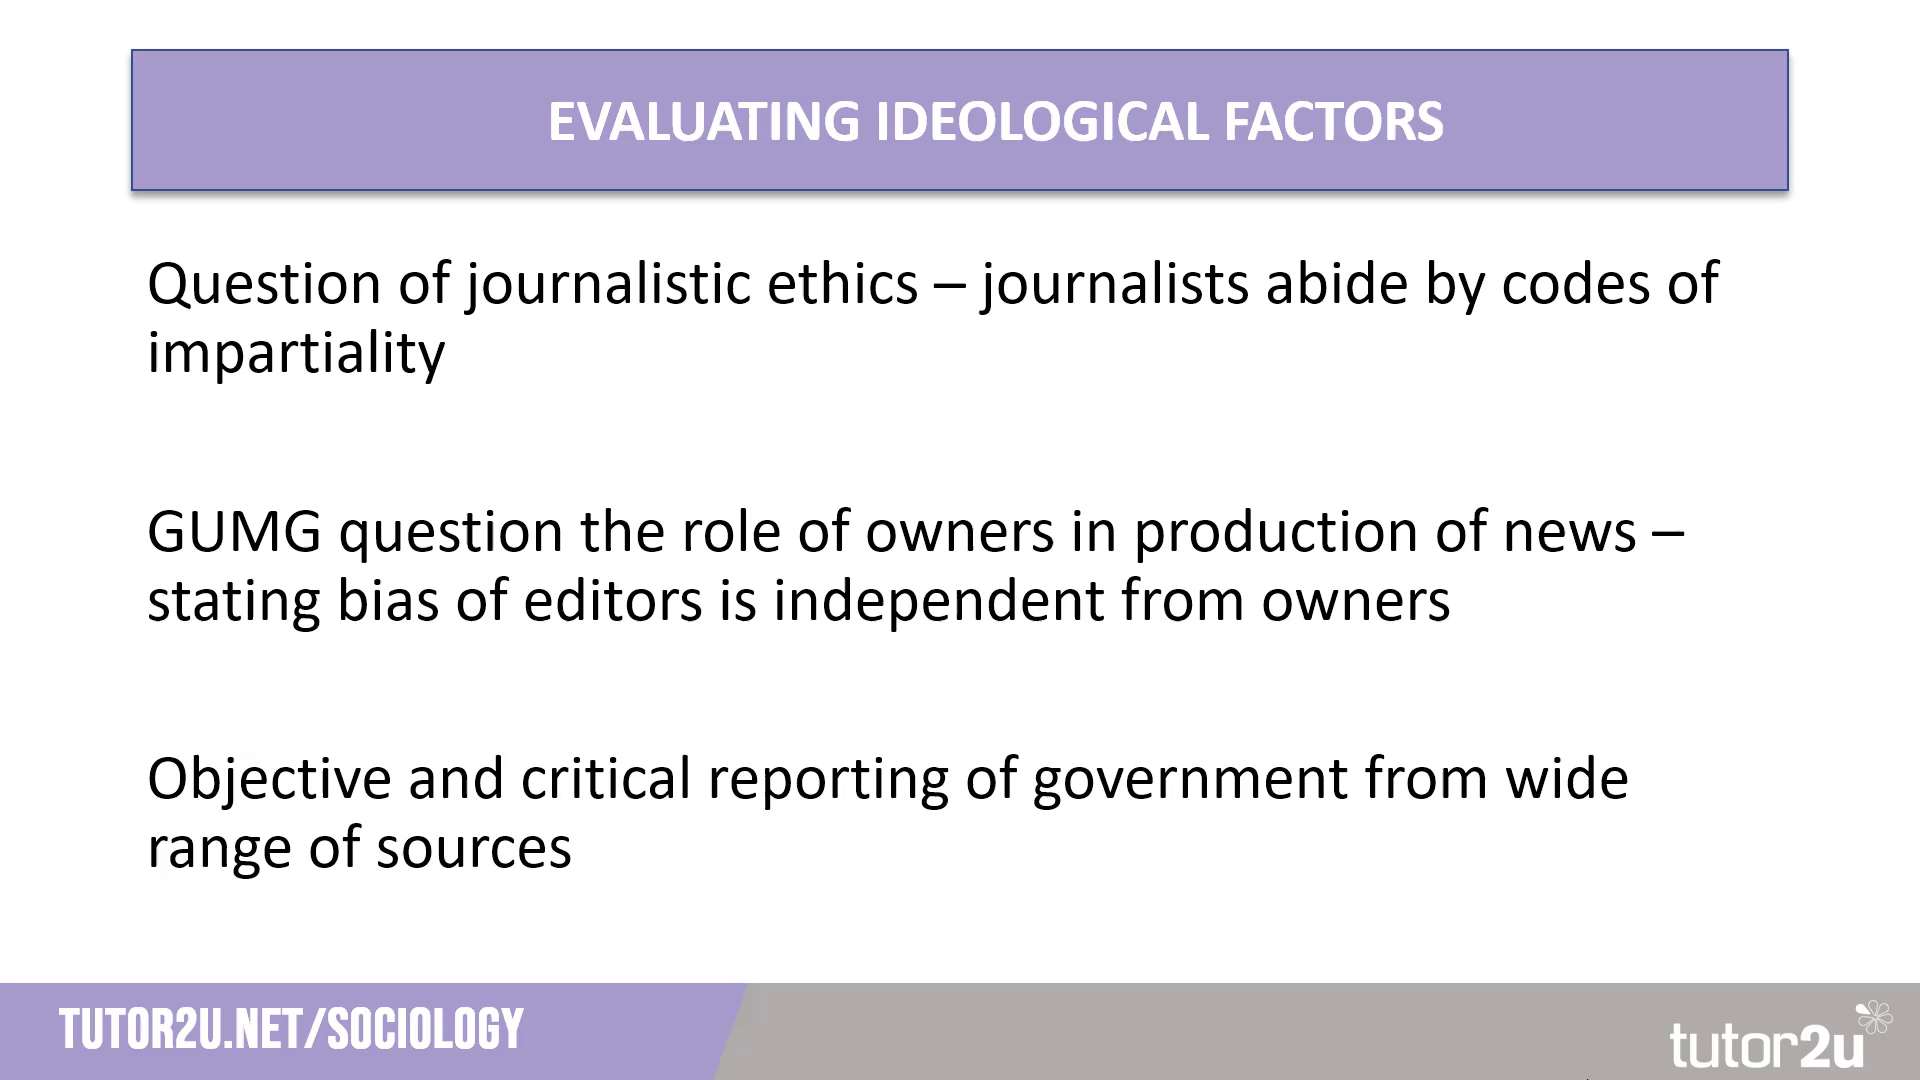 EVALUATING IDEOLOGICAL FACTORS
Question of journalistic ethics – journalists abide by codes of
impartiality
GUMG question the role of owners in production of news –
stating bias of editors is independent from owners
Objective and critical reporting of government from wide
range of sources
TUTOR2U.NET/SOCIOLOGY
tutor2u